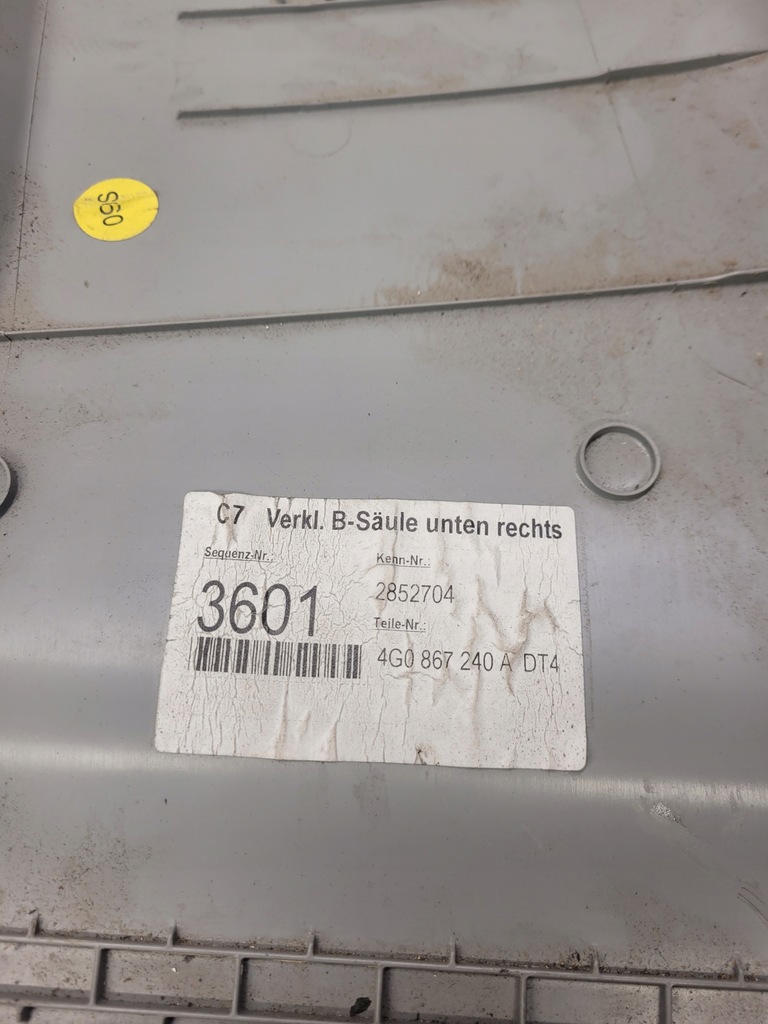 S60
C7 Verkl. B-Säule unten rechts
Sequenz-Nr.:
3601
Kenn-Nr.:
2852704
Teile-Nr.:
4G0 867 240 A DT4